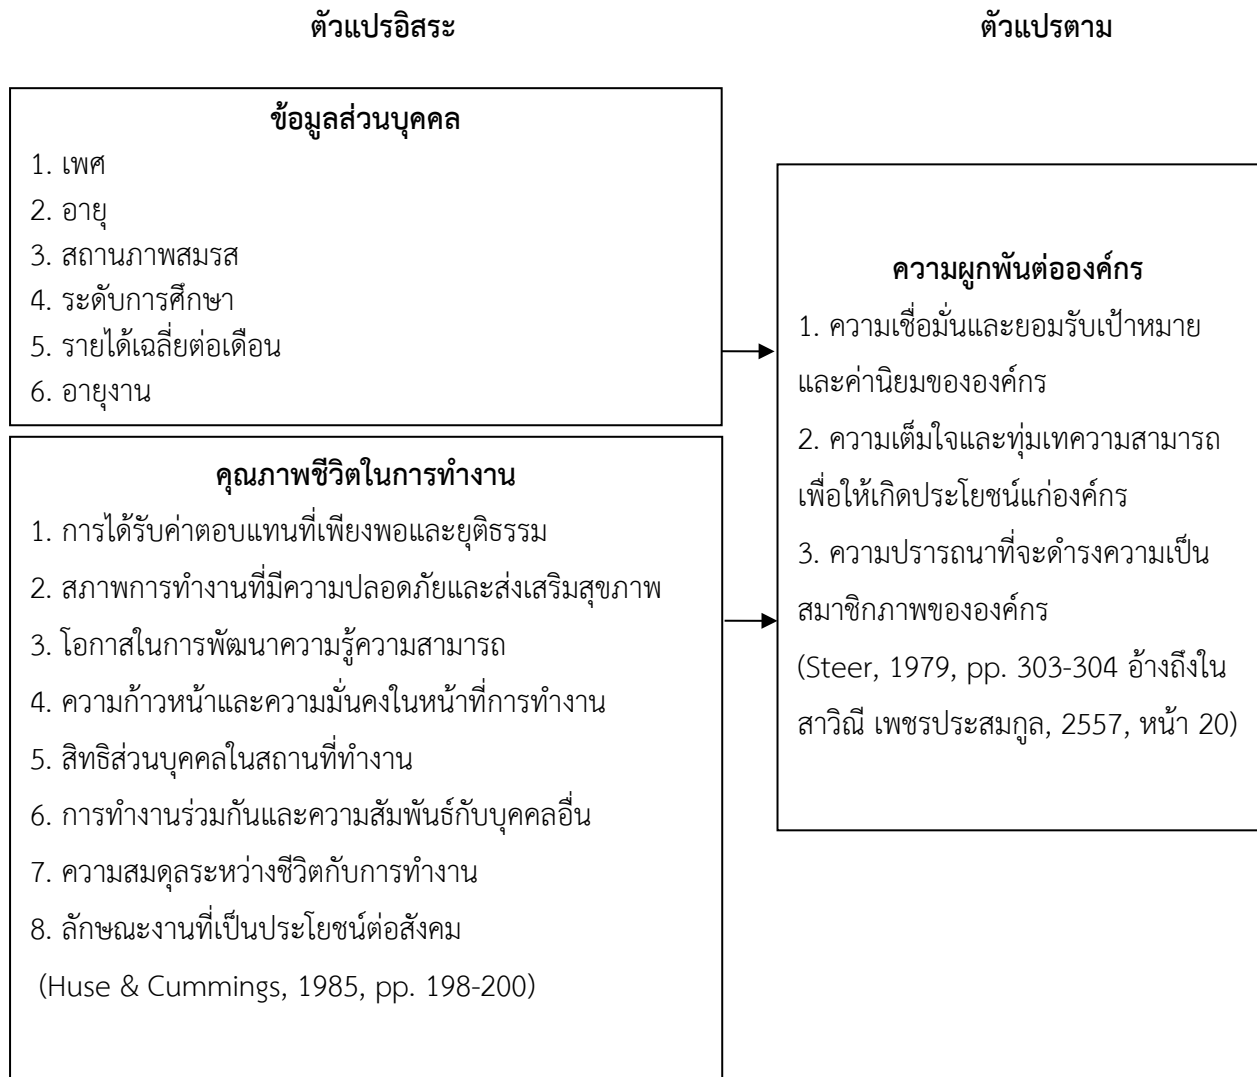 ตัวแปรอิสระ
ตัวแปรตาม
ข้อมูลส่วนบุคคล
1. เพศ
2. อายุ
3. สถานภาพสมรส
4. ระดับการศึกษา
5. รายได้เฉลี่ยต่อเดือน
6. อายุงาน
คุณภาพชีวิตในการทำงาน
1. การได้รับค่าตอบแทนที่เพียงพอและยุติธรรม
2. สภาพการทำงานที่มีความปลอดภัยและส่งเสริมสุขภาพ
3. โอกาสในการพัฒนาความรู้ความสามารถ
4. ความก้าวหน้าและความมั่นคงในหน้าที่การทำงาน
5. สิทธิส่วนบุคคลในสถานที่ทำงาน
6. การทำงานร่วมกันและความสัมพันธ์กับบุคคลอื่น
7. ความสมดุลระหว่างชีวิตกับการทำงาน
8. ลักษณะงานที่เป็นประโยชน์ต่อสังคม
(Huse & Cummings, 1985, pp. 198-200)
ความผูกพันต่อองค์กร
1. ความเชื่อมั่นและยอมรับเป้าหมาย
และค่านิยมขององค์กร
2. ความเต็มใจและทุ่มเทความสามารถ
เพื่อให้เกิดประโยชน์แก่องค์กร
3. ความปรารถนาที่จะดำรงความเป็น
สมาชิกภาพขององค์กร
(Steer, 1979, pp. 303-304 อ้างถึงใน
สาวิณี เพชรประสมกูล, 2557, หน้า 20)